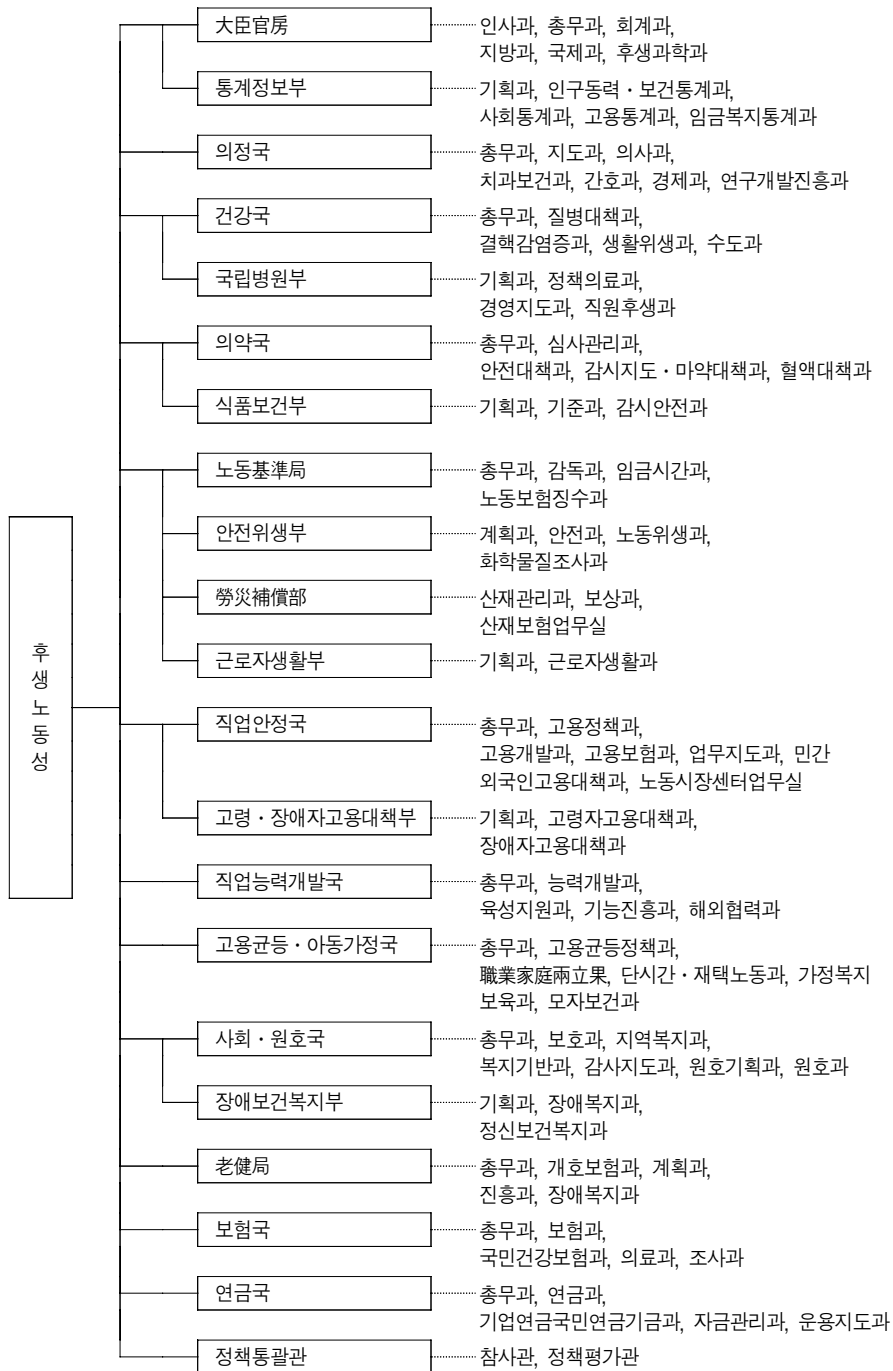 大臣官房
인사과, 총무과, 회계과,
지방과, 국제과, 후생과학과
통계정보부
기획과, 인구동력・보건통계과,
사회통계과, 고용통계과, 임금복지통계과
의정국
총무과, 지도과, 의사과,
치과보건과, 간호과, 경제과, 연구개발진흥과
건강국
총무과, 질병대책과,
결핵감염증과, 생활위생과, 수도과
국립병원부
기획과, 정책의료과,
경영지도과, 직원후생과
의약국
총무과, 심사관리과,
안전대책과, 감시지도・마약대책과, 혈액대책과
식품보건부
기획과, 기준과, 감시안전과
노동基準局
총무과, 감독과, 임금시간과,
노동보험징수과
안전위생부
계획과, 안전과, 노동위생과,
화학물질조사과
勞災補償部
산재관리과, 보상과,
산재보험업무실
근로자생활부
기획과, 근로자생활과
후생노동성
직업안정국
총무과, 고용정책과,
고용개발과, 고용보험과, 업무지도과, 민간
외국인고용대책과, 노동시장센터업무실
고령・장애자고용대책부
기획과, 고령자고용대책과,
장애자고용대책과
직업능력개발국
총무과, 능력개발과,
육성지원과, 기능진흥과, 해외협력과
고용균등・아동가정국
총무과, 고용균등정책과,
職業家庭兩立果, 단시간・재택노동과, 가정복지
보육과, 모자보건과
사회・원호국
총무과, 보호과, 지역복지과,
복지기반과, 감사지도과, 원호기획과, 원호과
장애보건복지부
기획과, 장애복지과,
정신보건복지과
老健局
총무과, 개호보험과, 계획과,
진흥과, 장애복지과
보험국
총무과, 보험과,
국민건강보험과, 의료과, 조사과
연금국
총무과, 연금과,
기업연금국민연금기금과, 자금관리과, 운용지도과
정책통괄관
참사관, 정책평가관